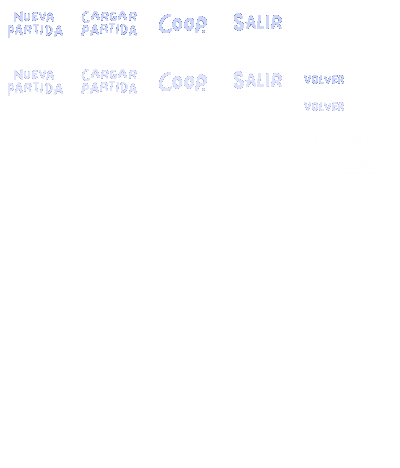 NUEVA
PARTIDA
CARGAR
PARTIDA
COOP.
SALIR
NUEVA
PARTIDA
CARGAR
PARTIDA
COOP.
SALIR
VOLVER
VOLVER